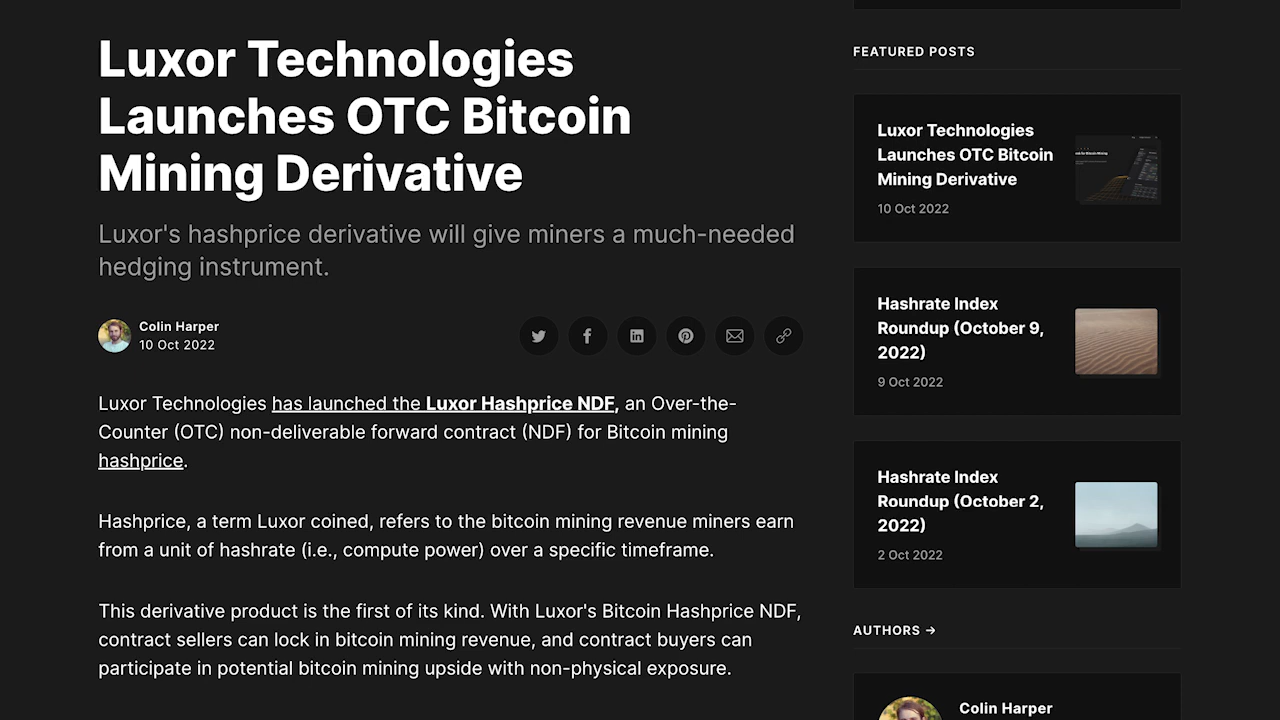 Luxor Technologies
Launches OTC Bitcoin
Mining Derivative
Luxor's hashprice derivative will give miners a much-needed
hedging instrument.
Colin Harper
10 Oct 2022
Luxor Technologies has launched the Luxor Hashprice NDF, an Over-the-
Counter (OTC) non-deliverable forward contract (NDF) for Bitcoin mining
hashprice.
Hashprice, a term Luxor coined, refers to the bitcoin mining revenue miners earn
from a unit of hashrate (i.e., compute power) over a specific timeframe.
This derivative product is the first of its kind. With Luxor's Bitcoin Hashprice NDF,
contract sellers can lock in bitcoin mining revenue, and contract buyers can
participate in potential bitcoin mining upside with non-physical exposure.
FEATURED POSTS
Luxor Technologies
Launches OTC Bitcoin
Mining Derivative
10 Oct 2022
Hashrate Index
Roundup (October 9,
2022)
9 Oct 2022
Hashrate Index
Roundup (October 2,
2022)
2 Oct 2022
AUTHORS →
Colin Harper